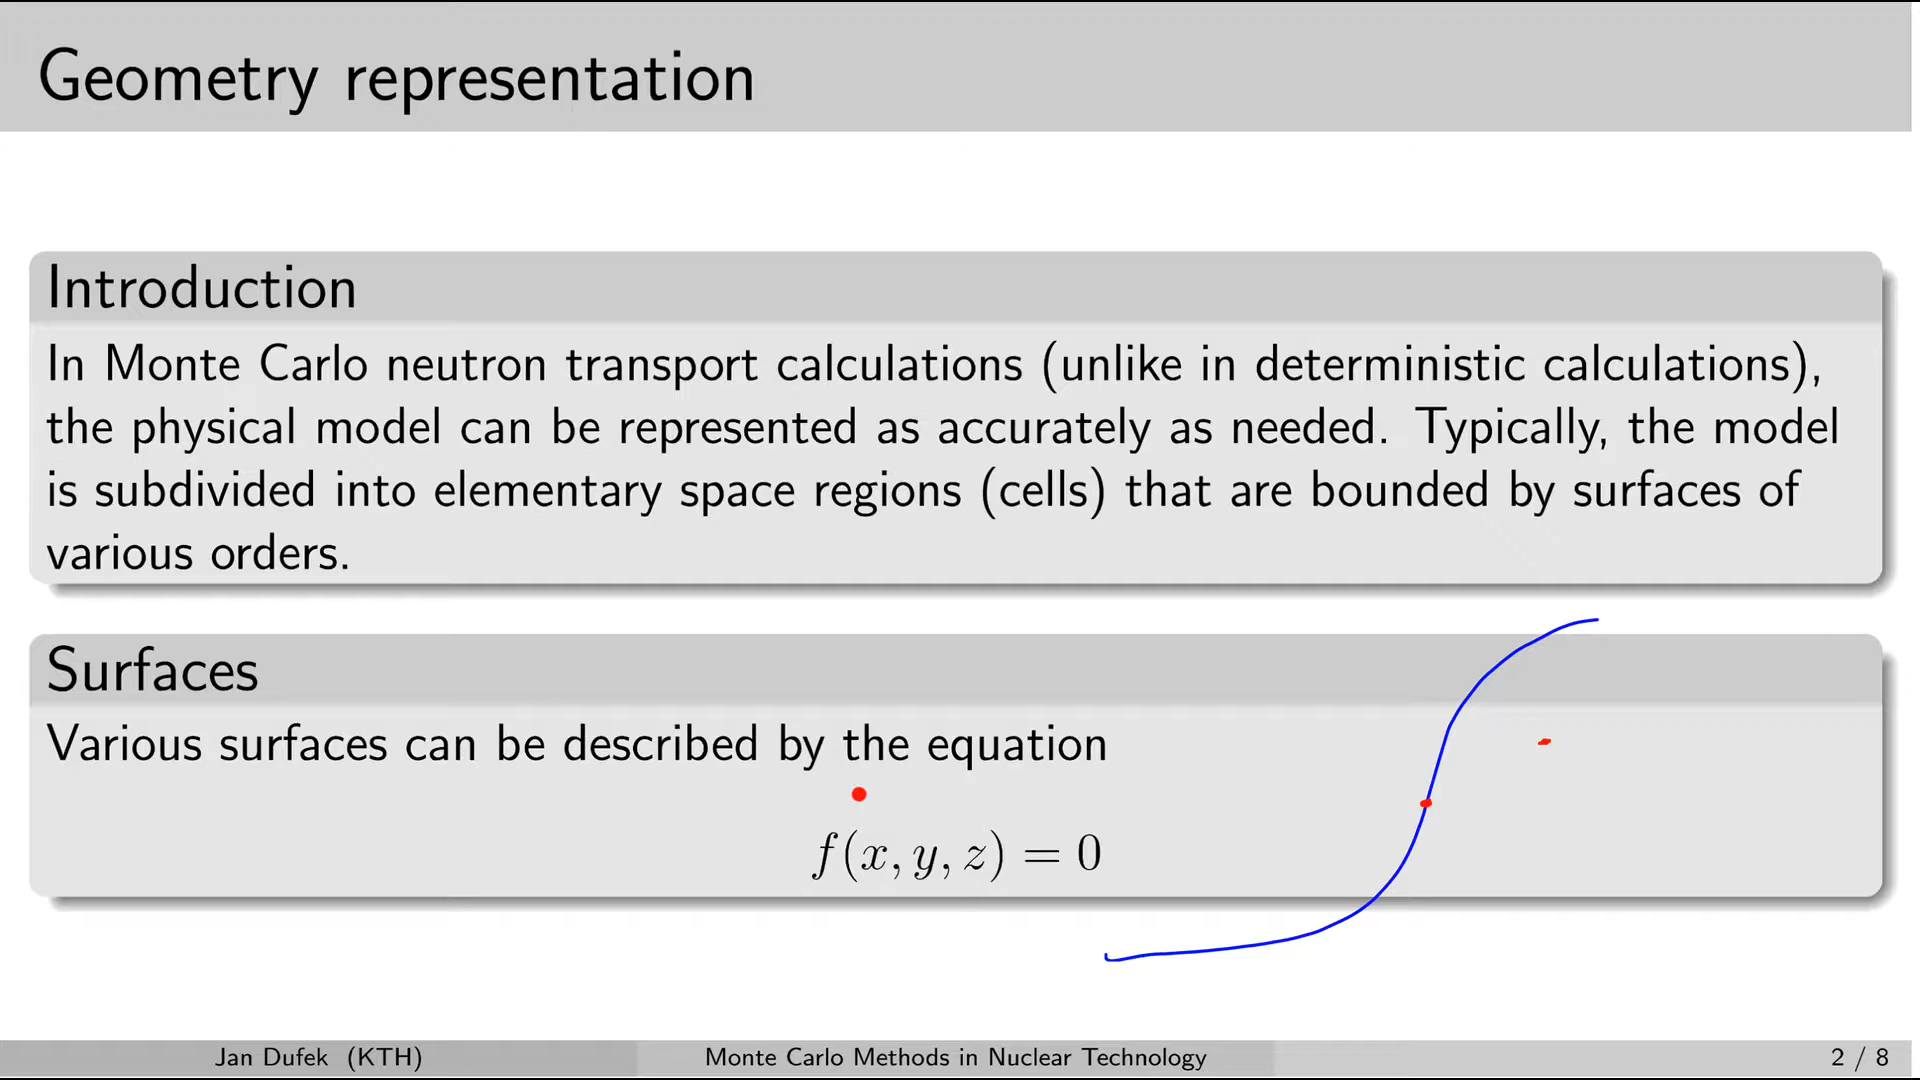 Geometry representation
Introduction
In Monte Carlo neutron transport calculations (unlike in deterministic calculations),
the physical model can be represented as accurately as needed. Typically, the model
is subdivided into elementary space regions (cells) that are bounded by surfaces of
various orders.
Surfaces
Various surfaces can be described by the equation
f(x, y, z) = 0
Jan Dufek (KTH) Monte Carlo Methods in Nuclear Technology 2 / 8